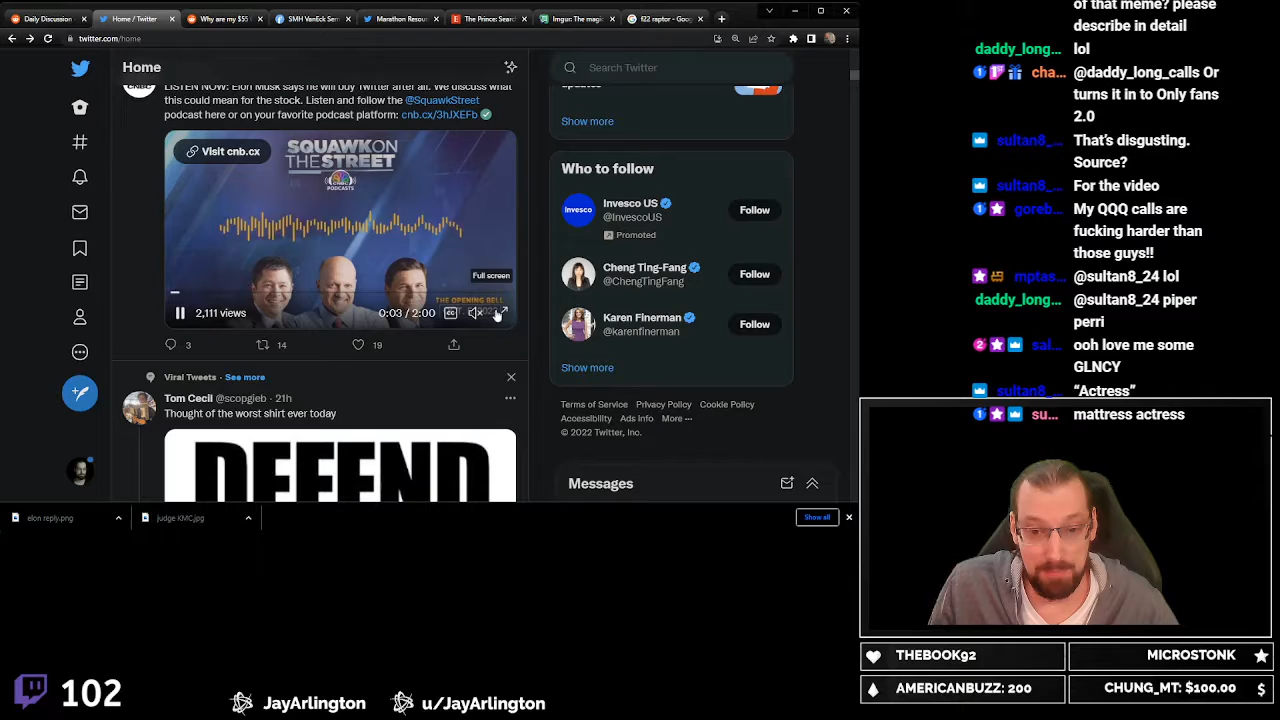 Daily Discussion
Home / Twitter
Why are my $55
SMH VanEck Sem
Marathon Resour
The Prince: Search
Imgur: The magic
f22 raptor - Goog
twitter.com/home
Home
Search Twitter
LISTEN NOW: Elon Musk says he will buy Twitter after all. We discuss what
this could mean for the stock. Listen and follow the @SquawkStreet
podcast here or on your favorite podcast platform: cnb.cx/3hJXEFb
Visit cnb.cx
SQUAWK ON
THE STREET
PODCASTS
Full screen
THE OPENING BELL
2,111 views
0:03 / 2:00
CC
3
14
19
Viral Tweets · See more
Tom Cecil @scopgieb · 21h
Thought of the worst shirt ever today
DEFEND
updates
Show more
Who to follow
Invesco
Invesco US
@InvescoUS
Promoted
Follow
Cheng Ting-Fang
@ChengTingFang
Follow
Karen Finerman
@karenfinerman
Follow
Show more
Terms of Service Privacy Policy Cookie Policy
Accessibility Ads info More ···
© 2022 Twitter, Inc.
Messages
elon reply.png
judge KMC.jpg
Show all
of that meme? please
describe in detail
daddy_long... lol
cha... @daddy_long_calls Or
turns it in to Only fans
2.0
sultan8_... That's disgusting.
Source?
sultan8_... For the video
goreb... My QQQ calls are
fucking harder than
those guys!!
mptas... @sultan8_24 lol
daddy_long... @sultan8_24 piper
perri
sal... ooh love me some
GLNCY
sultan8_... “Actress”
su... mattress actress
THEBOOK92
MICROSTONK
AMERICANBUZZ: 200
CHUNG_MT: $100.00
102
JayArlington
u/JayArlington